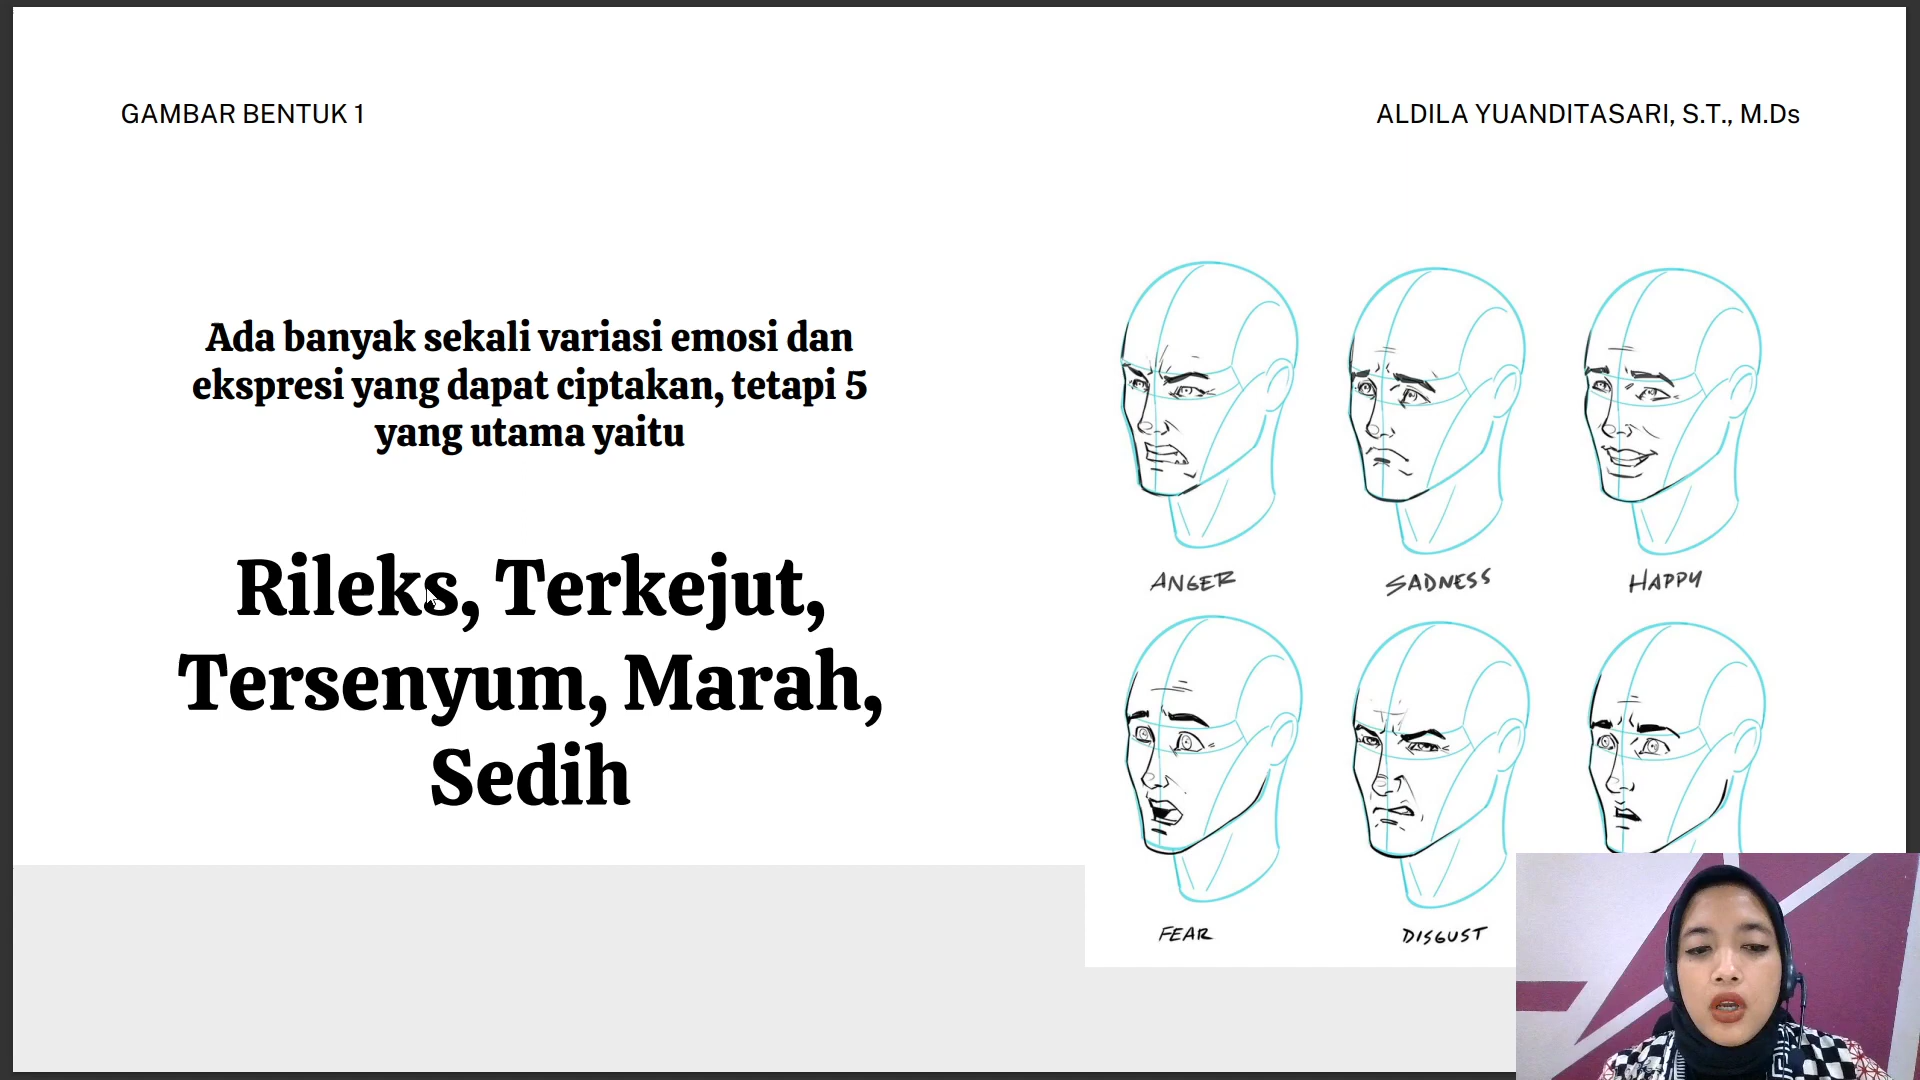 GAMBAR BENTUK 1
ALDILA YUANDITASARI, S.T., M.Ds
Ada banyak sekali variasi emosi dan
ekspresi yang dapat ciptakan, tetapi 5
yang utama yaitu
Rileks, Terkejut,
Tersenyum, Marah,
Sedih
ANGER
SADNESS
HAPPY
FEAR
DISGUST